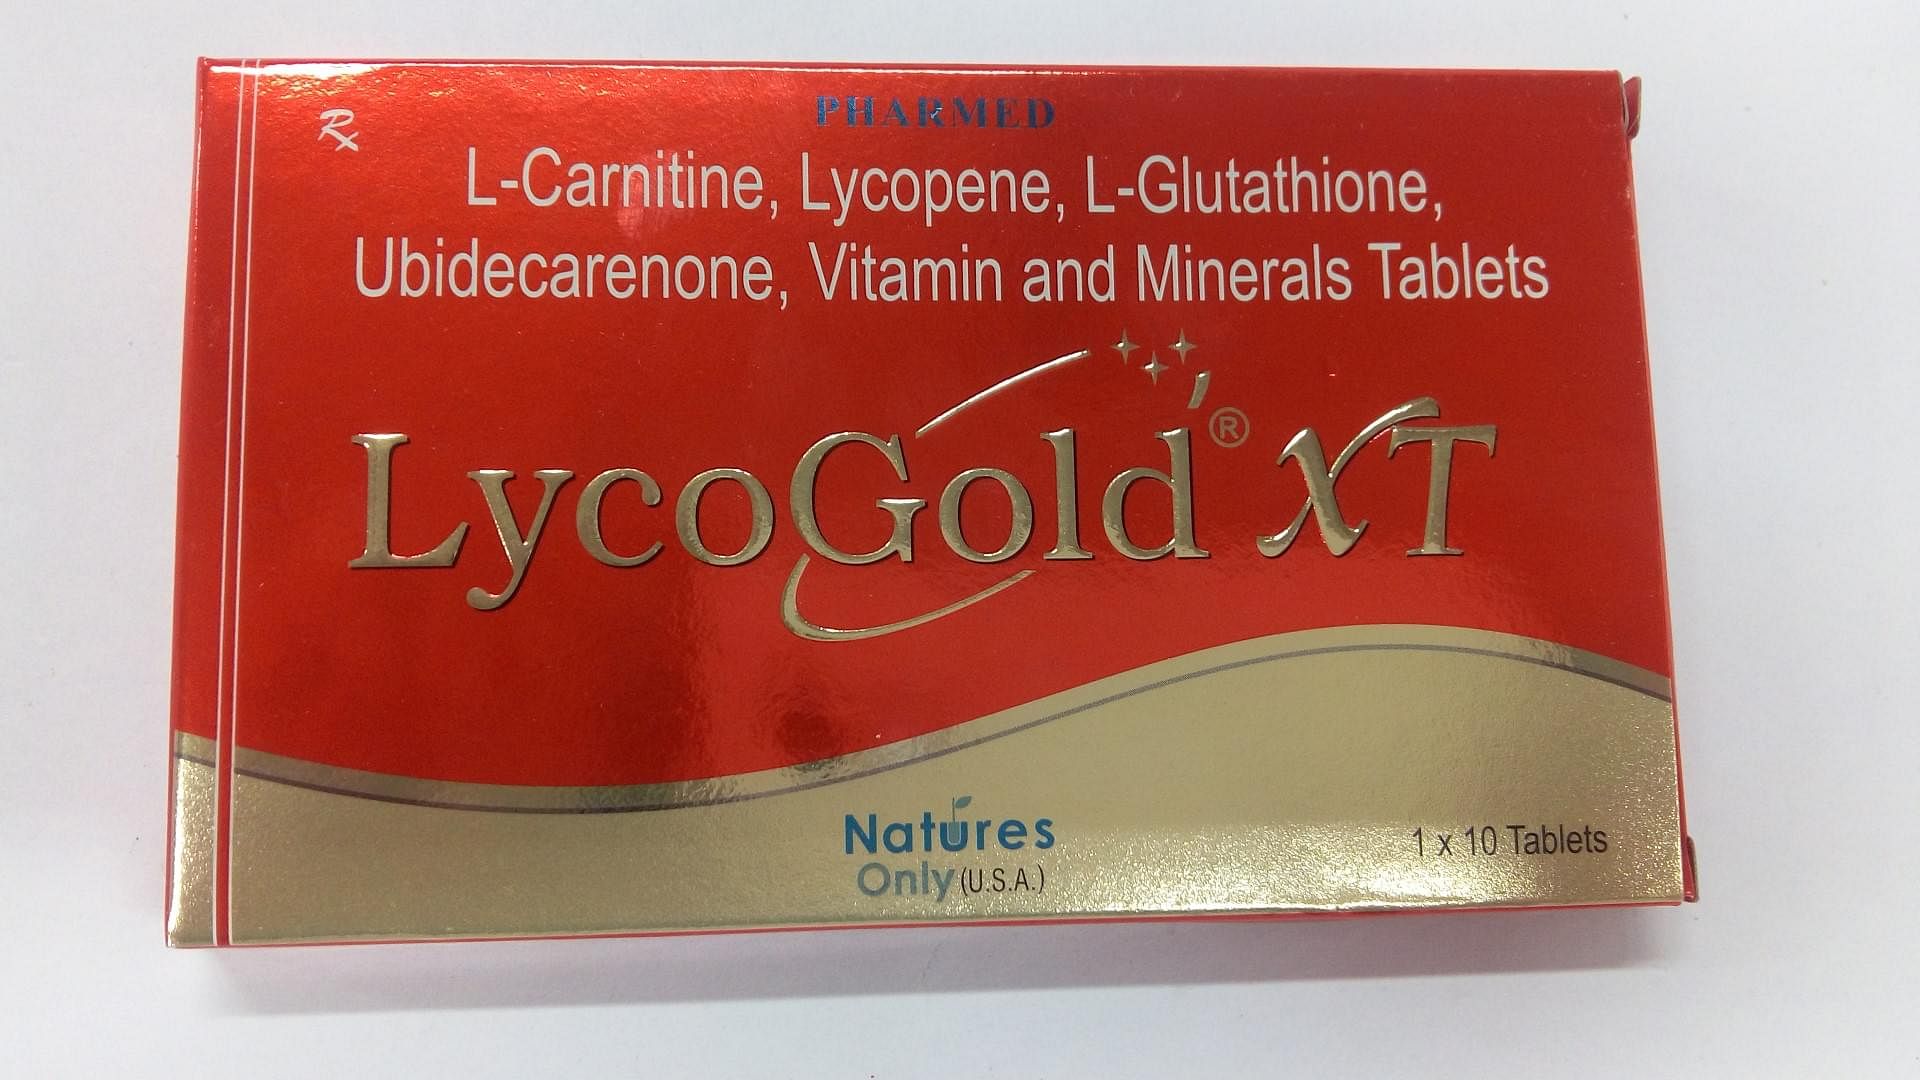 Rx
PHARMED
L-Carnitine, Lycopene, L-Glutathione,
Ubidecarenone, Vitamin and Minerals Tablets
LycoGold® XT
Natures
Only (U.S.A.)
1 x 10 Tablets